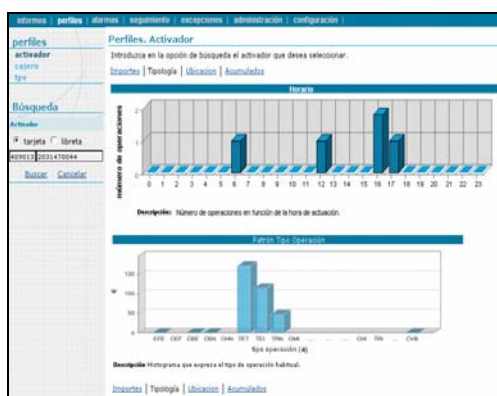 informes | perfiles | alarmas | seguimiento | excepciones | administración | configuración |
perfiles
activador
cajero
tpv
Búsqueda
Activador
tarjeta libreta
Buscar Cancelar
Perfiles. Activador
Introduzca en la opción de búsqueda el activador que desea seleccionar.
Importes | Tipología | Ubicacion | Acumulados
Horario
número de operaciones
2
1
0
0 1 2 3 4 5 6 7 8 9 10 11 12 13 14 15 16 17 18 19 20 21 22 23
Descripción: Número de operaciones en función de la hora de actuación.
Patrón Tipo Operación
€
150
100
50
0
tipo operación (€)
Descripción Histograma que expresa el tipo de operación habitual.
Importes | Tipología | Ubicacion | Acumulados